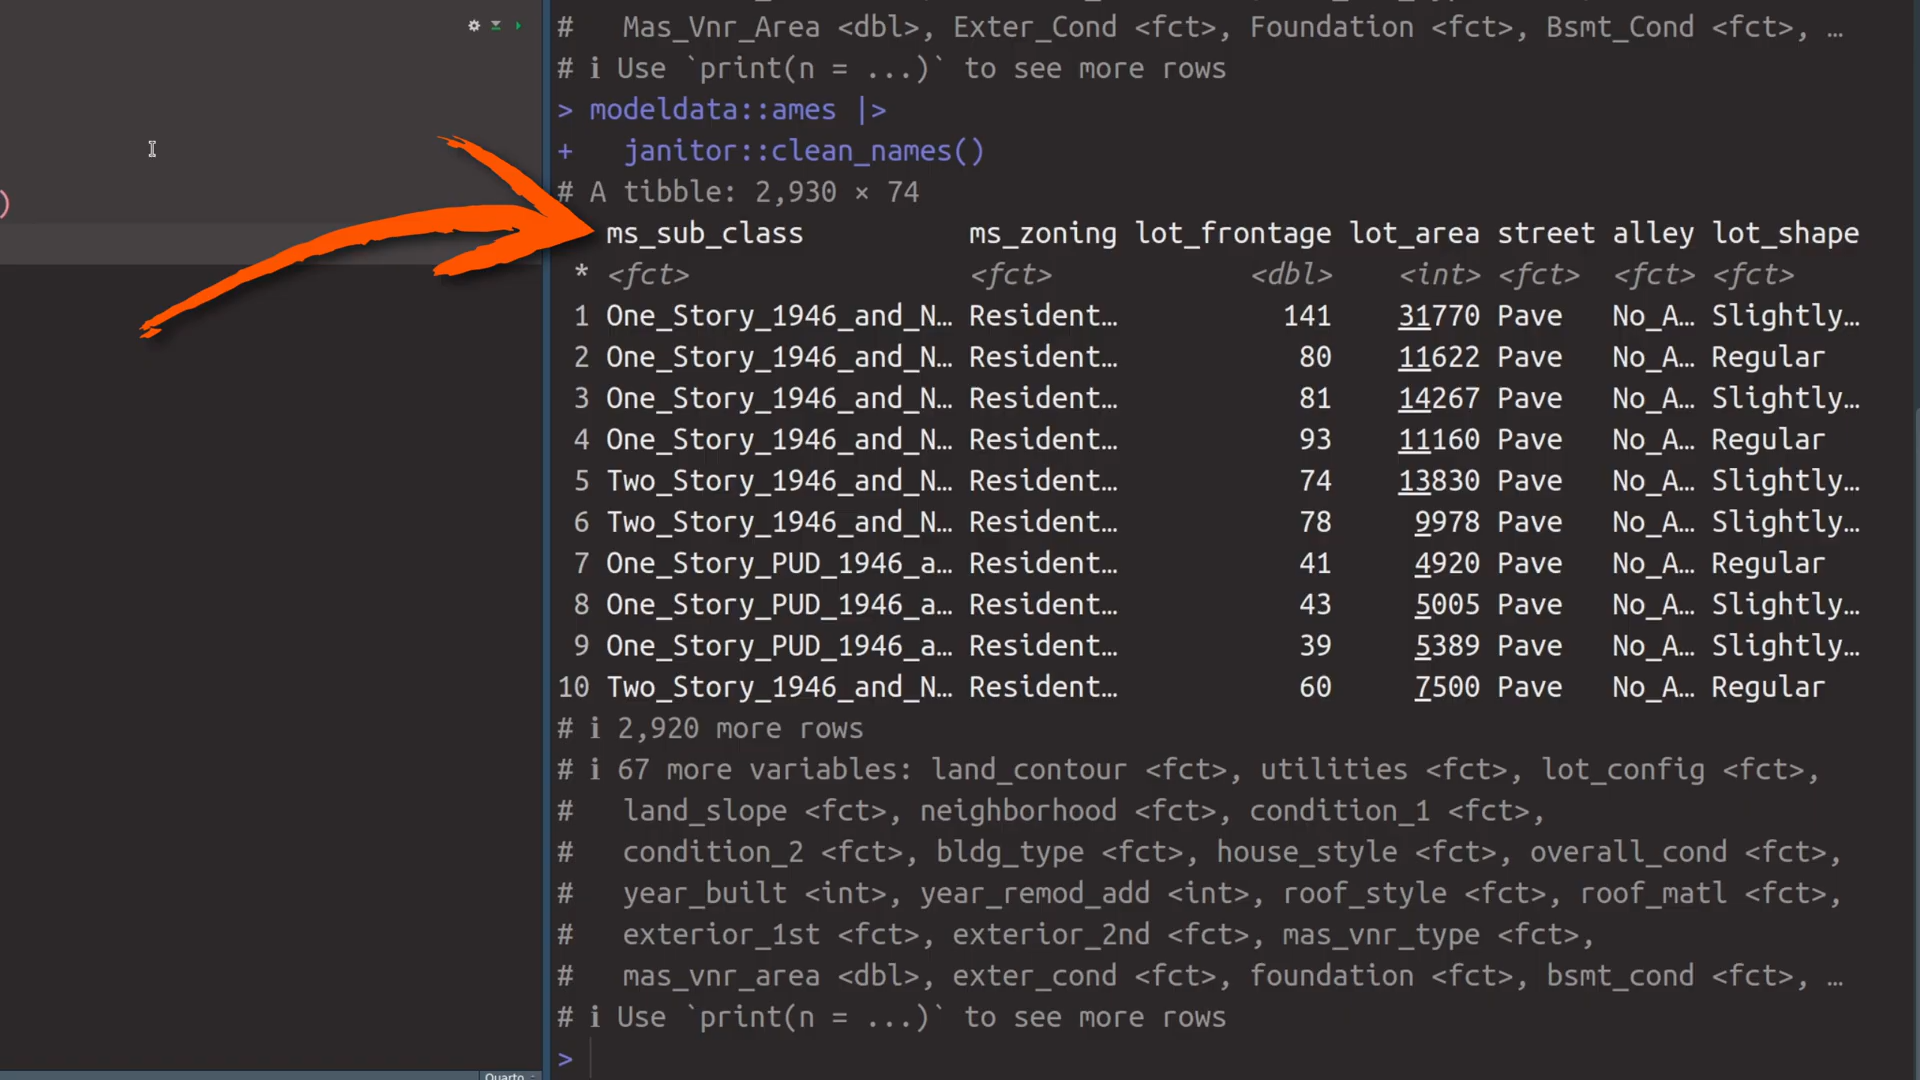 #   Mas_Vnr_Area <dbl>, Exter_Cond <fct>, Foundation <fct>, Bsmt_Cond <fct>, …
# ℹ Use `print(n = ...)` to see more rows
> modeldata::ames |>
+   janitor::clean_names()
# A tibble: 2,930 × 74
ms_sub_class ms_zoning lot_frontage lot_area street alley lot_shape
* <fct> <fct> <dbl> <int> <fct> <fct> <fct>
)
1 One_Story_1946_and_N… Resident… 141 31770 Pave No_A… Slightly…
2 One_Story_1946_and_N… Resident… 80 11622 Pave No_A… Regular
3 One_Story_1946_and_N… Resident… 81 14267 Pave No_A… Slightly…
4 One_Story_1946_and_N… Resident… 93 11160 Pave No_A… Regular
5 Two_Story_1946_and_N… Resident… 74 13830 Pave No_A… Slightly…
6 Two_Story_1946_and_N… Resident… 78 9978 Pave No_A… Slightly…
7 One_Story_PUD_1946_a… Resident… 41 4920 Pave No_A… Regular
8 One_Story_PUD_1946_a… Resident… 43 5005 Pave No_A… Slightly…
9 One_Story_PUD_1946_a… Resident… 39 5389 Pave No_A… Slightly…
10 Two_Story_1946_and_N… Resident… 60 7500 Pave No_A… Regular
# ℹ 2,920 more rows
# ℹ 67 more variables: land_contour <fct>, utilities <fct>, lot_config <fct>,
#   land_slope <fct>, neighborhood <fct>, condition_1 <fct>,
#   condition_2 <fct>, bldg_type <fct>, house_style <fct>, overall_cond <fct>,
#   year_built <int>, year_remod_add <int>, roof_style <fct>, roof_matl <fct>,
#   exterior_1st <fct>, exterior_2nd <fct>, mas_vnr_type <fct>,
#   mas_vnr_area <dbl>, exter_cond <fct>, foundation <fct>, bsmt_cond <fct>, …
# ℹ Use `print(n = ...)` to see more rows
>
Quarto